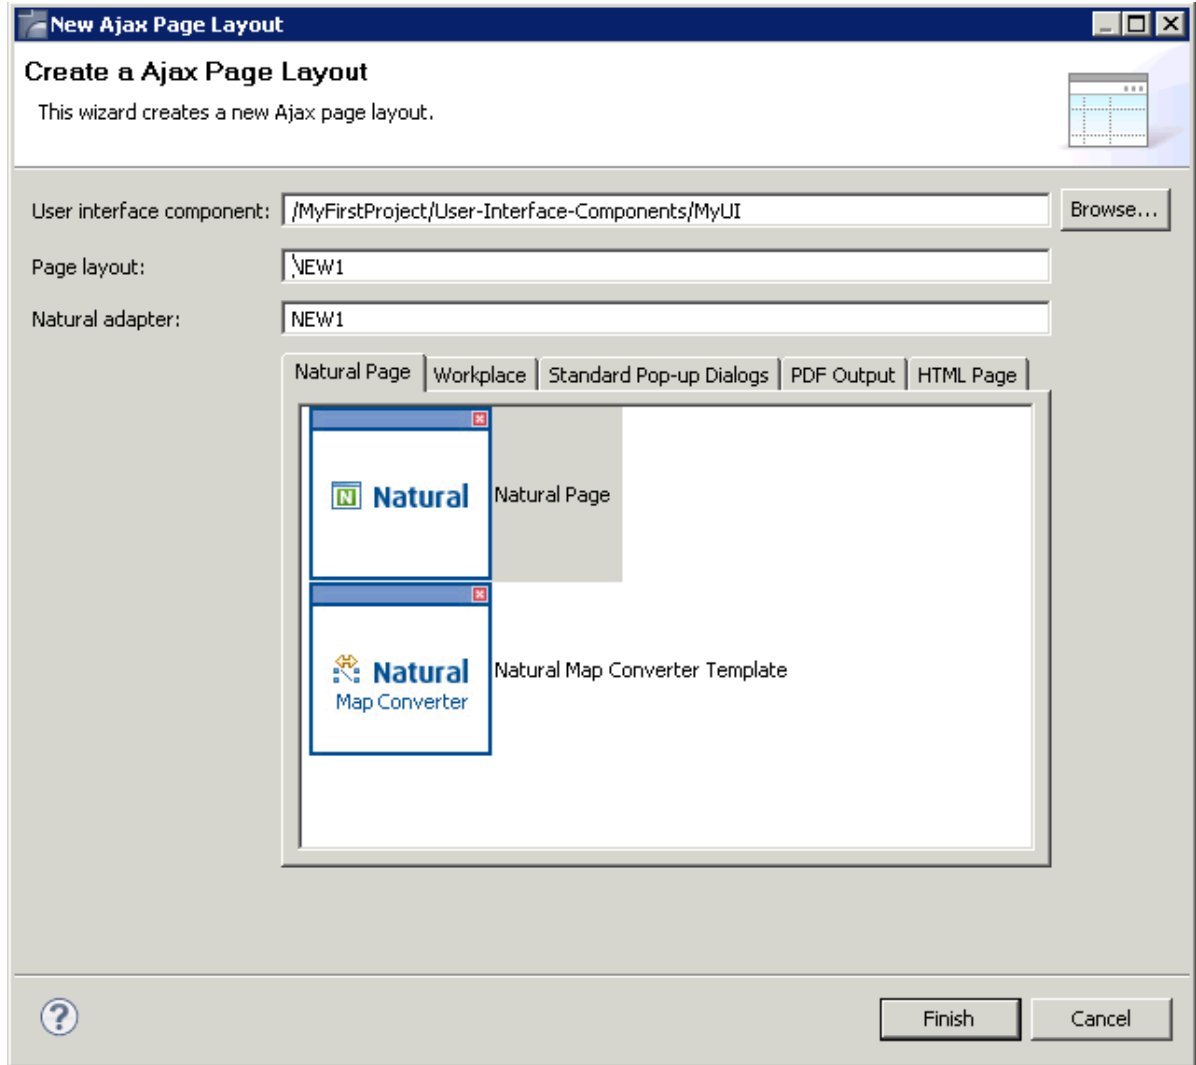 New Ajax Page Layout
Create a Ajax Page Layout
This wizard creates a new Ajax page layout.
User interface component: /MyFirstProject/User-Interface-Components/MyUI Browse...
Page layout: NEW1
Natural adapter: NEW1
Natural Page Workplace Standard Pop-up Dialogs PDF Output HTML Page
N Natural Natural Page
Natural Natural Map Converter Template
Map Converter
? Finish Cancel